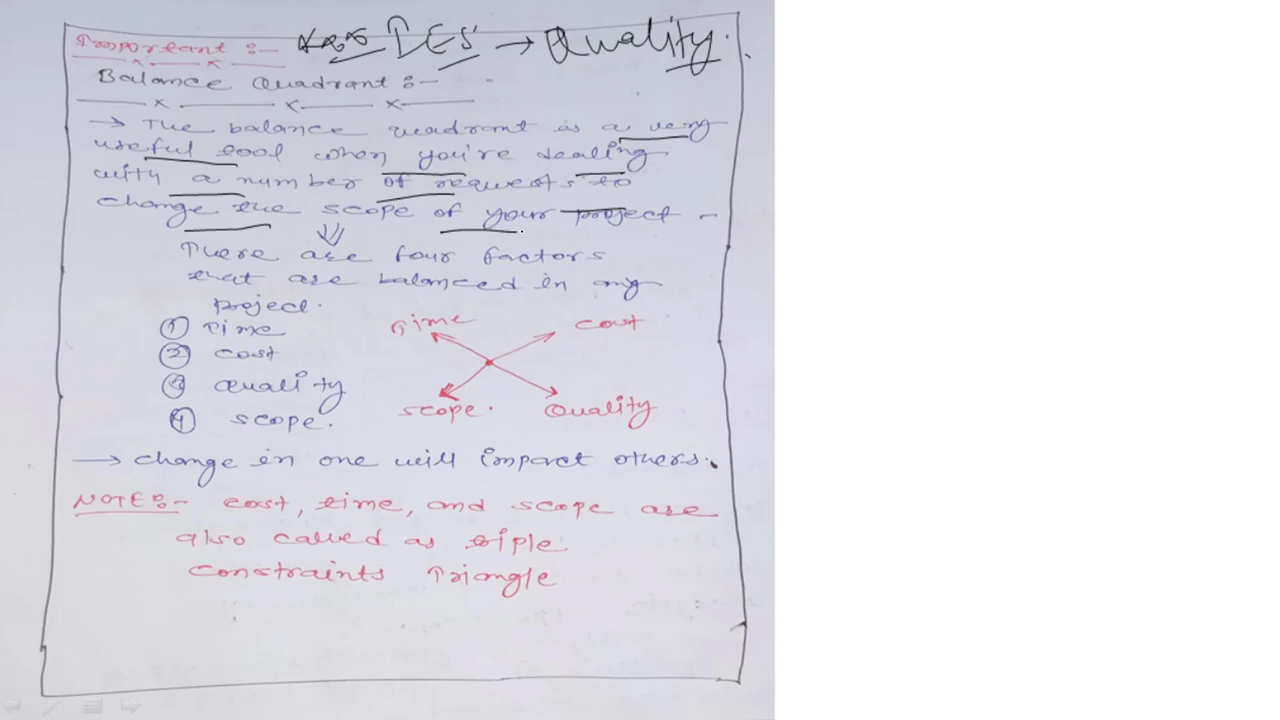 Important :-
DES → Quality.
Balance Quadrant :-
→ The balance quadrant is a very
useful tool when you're dealing
with a number of requests to
change the scope of your project -
There are four factors
that are balanced in any
project.
① Time
② cost
③ Quality
④ scope.
Time cost
scope. Quality
→ change in one will impact others.
NOTE:- cost, time, and scope are
also called as triple
constraints Triangle